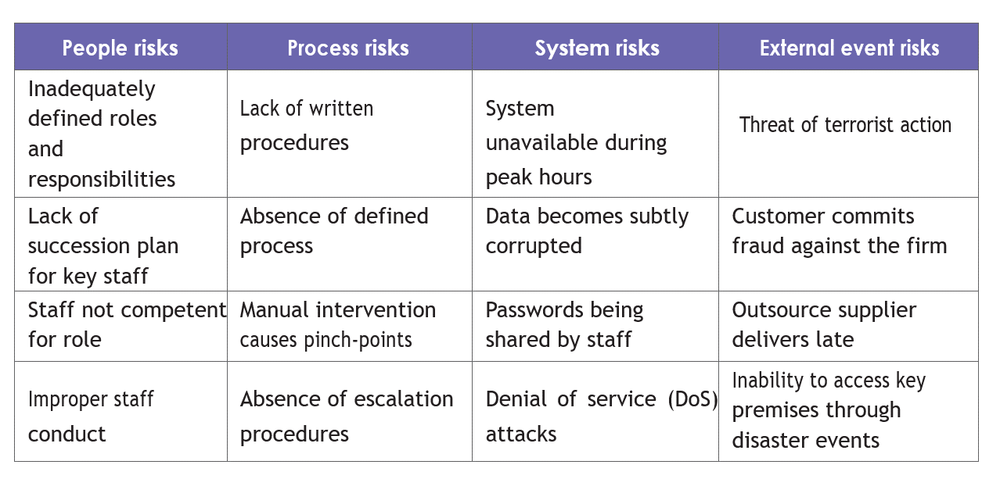 People risks
Process risks
System risks
External event risks
Inadequately
defined roles
and
responsibilities
Lack of written
procedures
System
unavailable during
peak hours
Threat of terrorist action
Lack of
succession plan
for key staff
Absence of defined
process
Data becomes subtly
corrupted
Customer commits
fraud against the firm
Staff not competent
for role
Manual intervention
causes pinch-points
Passwords being
shared by staff
Outsource supplier
delivers late
Improper staff
conduct
Absence of escalation
procedures
Denial of service (DoS)
attacks
Inability to access key
premises through
disaster events